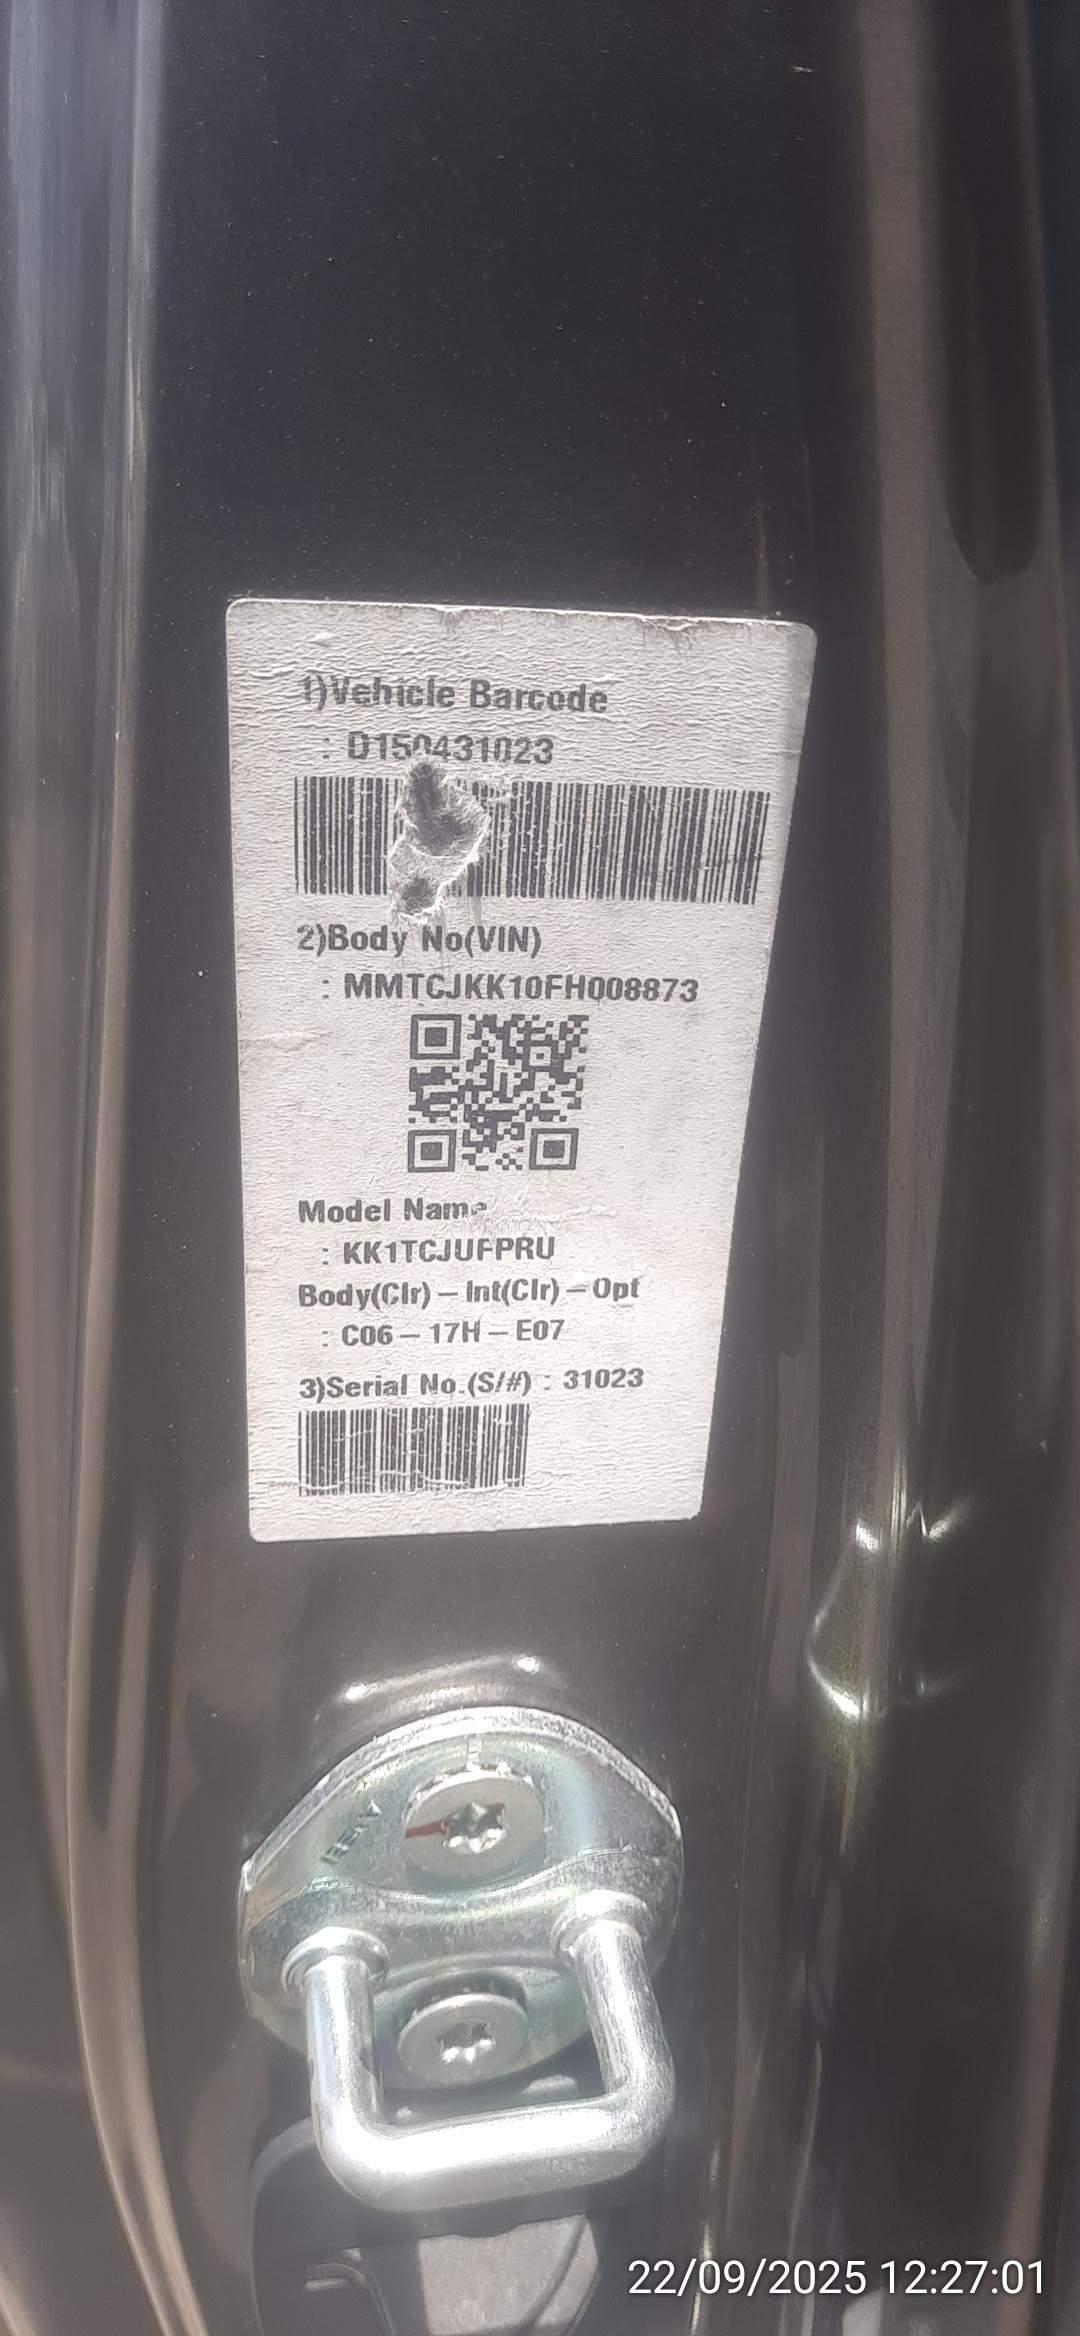 1)Vehicle Barcode
: D150431023
2)Body No(VIN)
: MMTCJKK10FH008873
Model Name
: KK1TCJUFPRU
Body(Clr) – Int(Clr) – Opt
: C06 – 17H – E07
3)Serial No.(S/#) : 31023
22/09/2025 12:27:01